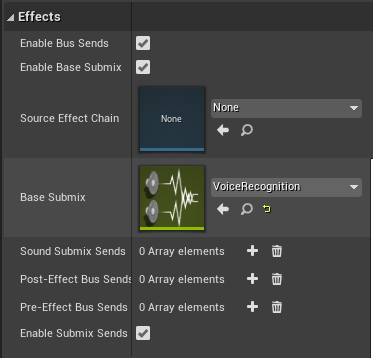 Effects
Enable Bus Sends
Enable Base Submix
Source Effect Chain
None
None
Base Submix
VoiceRecognition
Sound Submix Sends 0 Array elements
Post-Effect Bus Sends 0 Array elements
Pre-Effect Bus Sends 0 Array elements
Enable Submix Sends